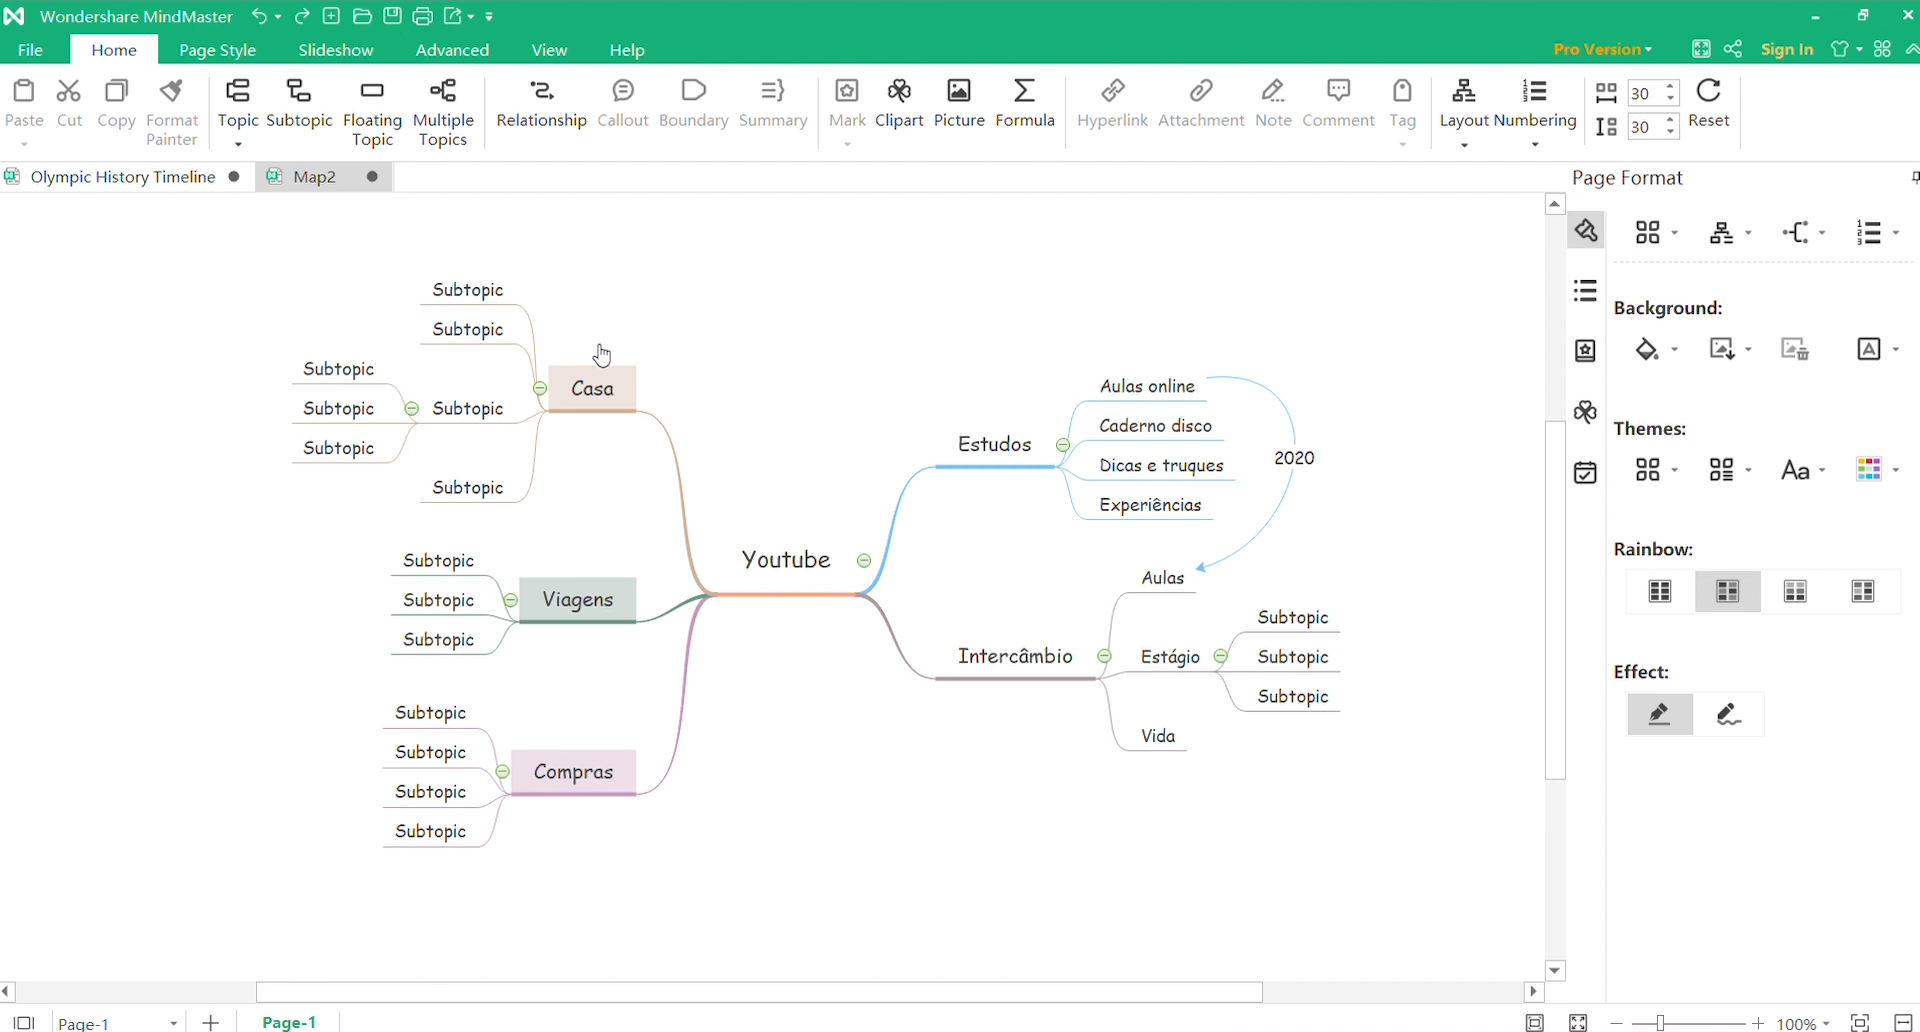 Wondershare MindMaster
File Home Page Style Slideshow Advanced View Help Pro Version Sign In
Paste Cut Copy Format Painter Topic Subtopic Floating Topic Multiple Topics Relationship Callout Boundary Summary Mark Clipart Picture Formula Hyperlink Attachment Note Comment Tag Layout Numbering 30 30 Reset
Olympic History Timeline Map2
Page Format
Background:
Themes:
Aa
Rainbow:
Effect:
Subtopic
Subtopic
Subtopic
Subtopic
Subtopic
Subtopic
Subtopic
Casa
Subtopic
Subtopic
Subtopic
Viagens
Subtopic
Subtopic
Subtopic
Subtopic
Compras
Youtube
Estudos
Aulas online
Caderno disco
Dicas e truques
Experiências
2020
Intercâmbio
Aulas
Estágio
Subtopic
Subtopic
Subtopic
Vida
Page-1 Page-1 100%